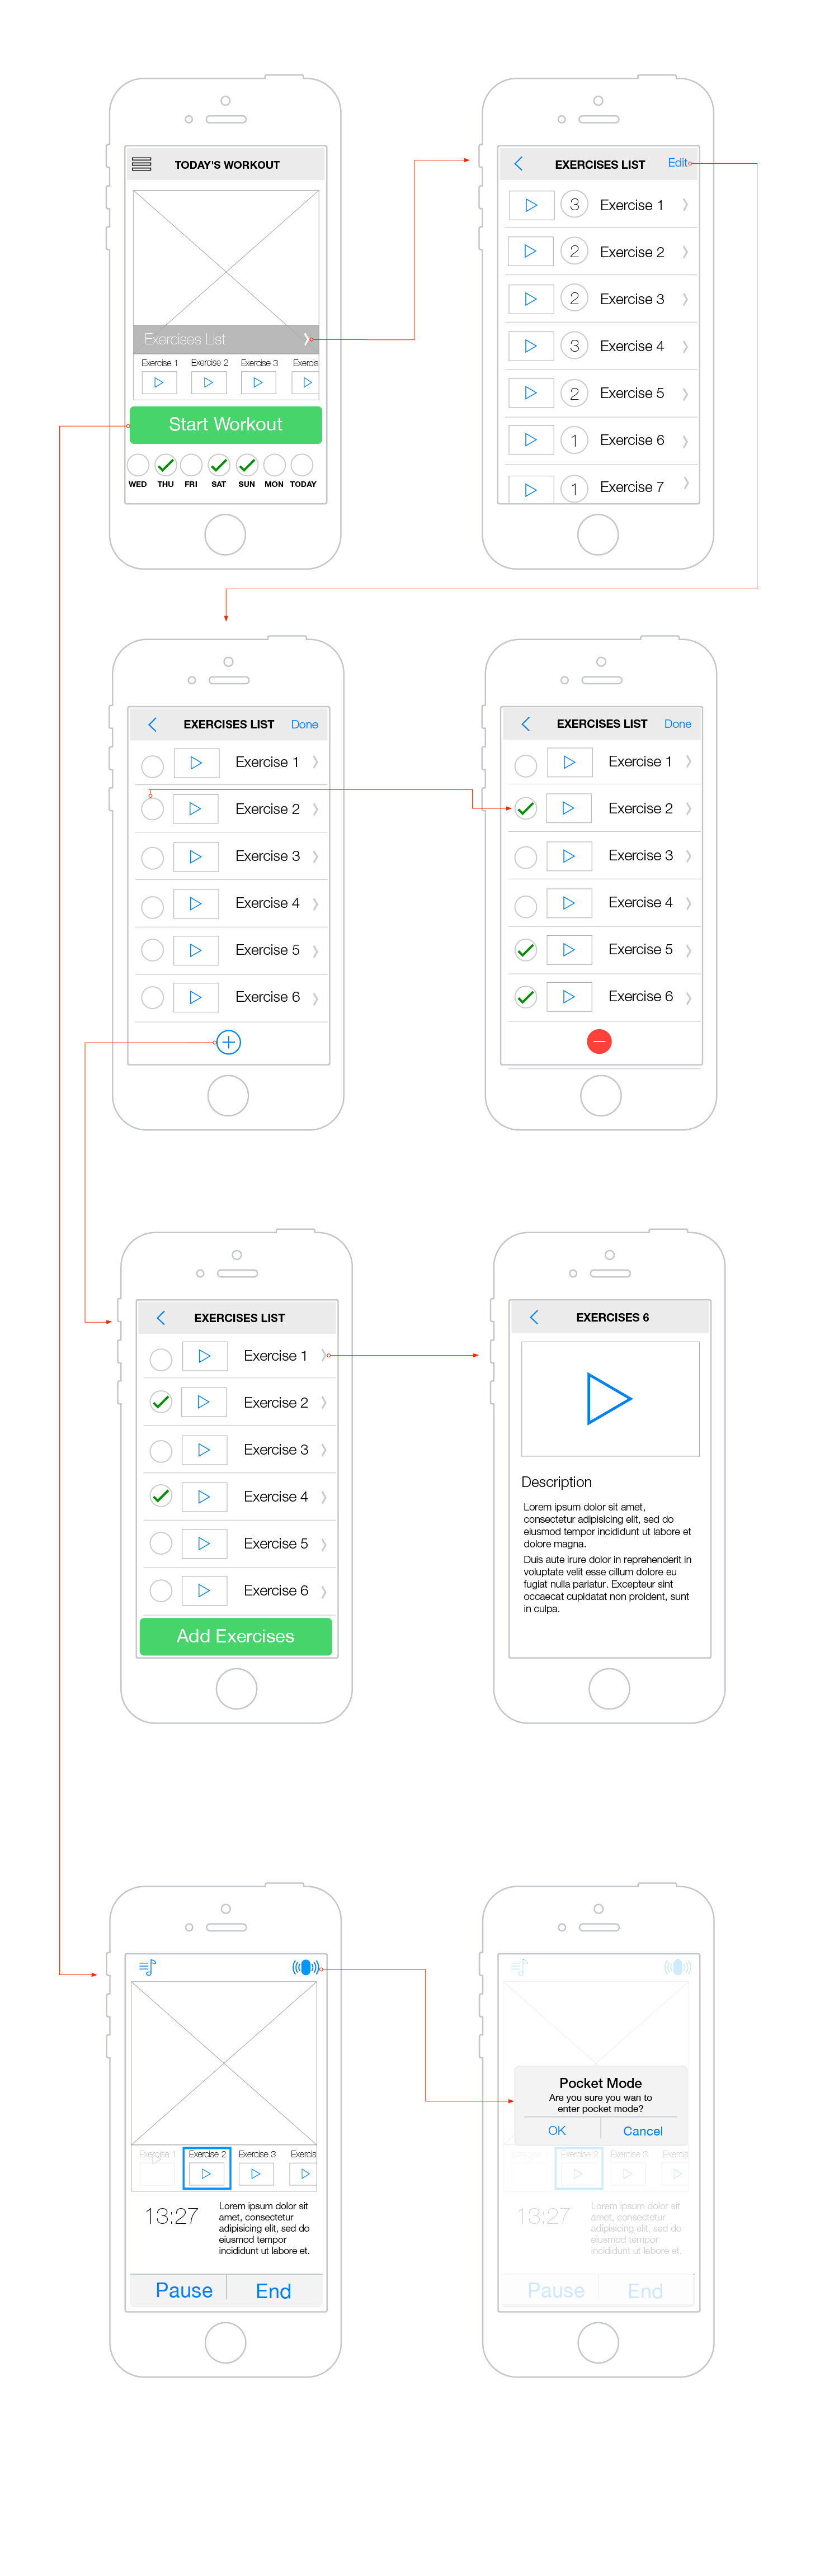 TODAY'S WORKOUT
Exercises List
Exercise 1 Exercise 2 Exercise 3 Exercis
Start Workout
WED THU FRI SAT SUN MON TODAY
EXERCISES LIST Edit
3 Exercise 1
2 Exercise 2
2 Exercise 3
3 Exercise 4
2 Exercise 5
1 Exercise 6
1 Exercise 7
EXERCISES LIST Done
Exercise 1
Exercise 2
Exercise 3
Exercise 4
Exercise 5
Exercise 6
EXERCISES LIST Done
Exercise 1
Exercise 2
Exercise 3
Exercise 4
Exercise 5
Exercise 6
EXERCISES LIST
Exercise 1
Exercise 2
Exercise 3
Exercise 4
Exercise 5
Exercise 6
Add Exercises
EXERCISES 6
Description
Lorem ipsum dolor sit amet,
consectetur adipisicing elit, sed do
eiusmod tempor incididunt ut labore et
dolore magna.
Duis aute irure dolor in reprehenderit in
voluptate velit esse cillum dolore eu
fugiat nulla pariatur. Excepteur sint
occaecat cupidatat non proident, sunt
in culpa.
Exercise 1 Exercise 2 Exercise 3 Exercis
13:27
Lorem ipsum dolor sit
amet, consectetur
adipisicing elit, sed do
eiusmod tempor
incididunt ut labore et.
Pause End
Pocket Mode
Are you sure you wan to
enter pocket mode?
OK Cancel
Exercise 1 Exercise 2 Exercise 3 Exercis
13:27
Lorem ipsum dolor sit
amet, consectetur
adipisicing elit, sed do
eiusmod tempor
incididunt ut labore et.
Pause End